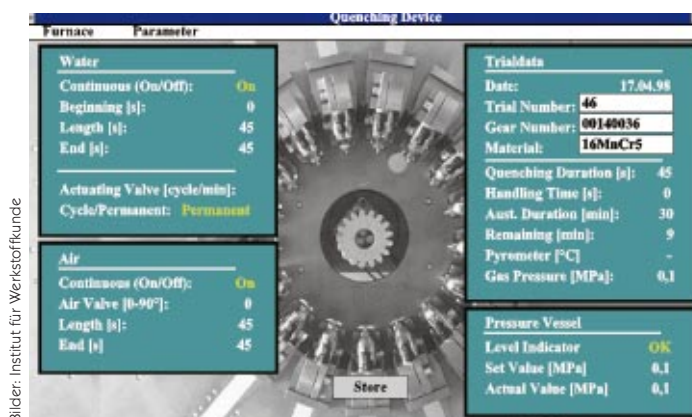 Quenching Device
Furnace Parameter
Water
Continuous (On/Off): On
Beginning [s]: 0
Length [s]: 45
End [s]: 45
Actuating Valve [cycle/min]:
Cycle/Permanent: Permanent
Air
Continuous (On/Off): On
Air Valve [0-90°]: 0
Length [s]: 45
End [s] 45
Store
Trialdata
Date: 17.04.98
Trial Number: 46
Gear Number: 00140036
Material: 16MnCr5
Quenching Duration [s]: 45
Handling Time [s]: 0
Aust. Duration [min]: 30
Remaining [min]: 9
Pyrometer [°C] -
Gas Pressure [MPa]: 0,1
Pressure Vessel
Level Indicator OK
Set Value [MPa] 0,1
Actual Value [MPa] 0,1
Bilder: Institut für Werkstoffkunde